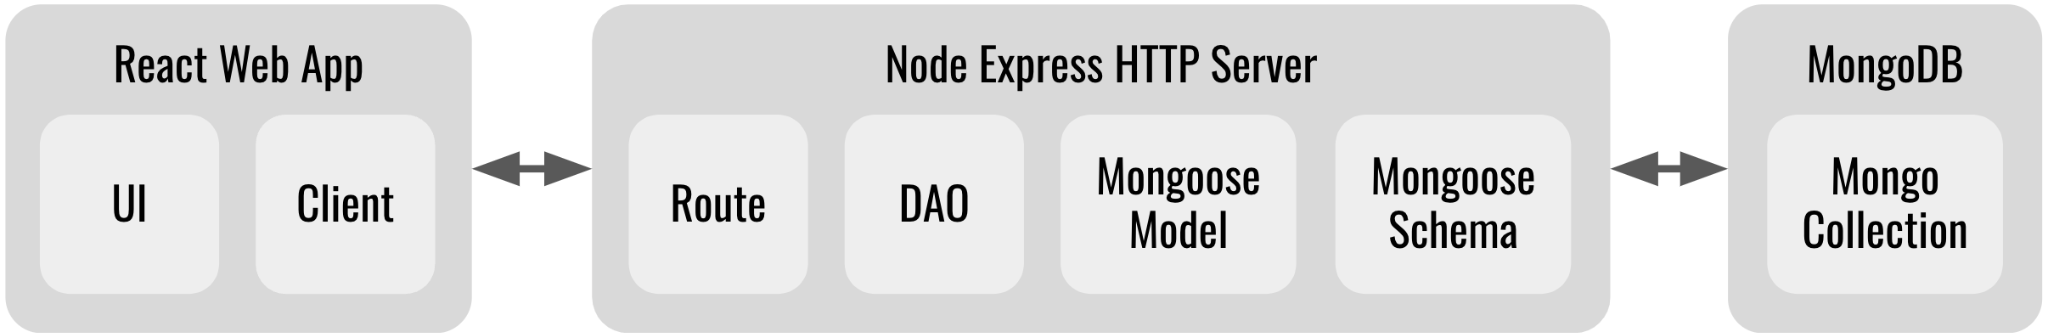 React Web App
UI
Client
Node Express HTTP Server
Route
DAO
Mongoose
Model
Mongoose
Schema
MongoDB
Mongo
Collection